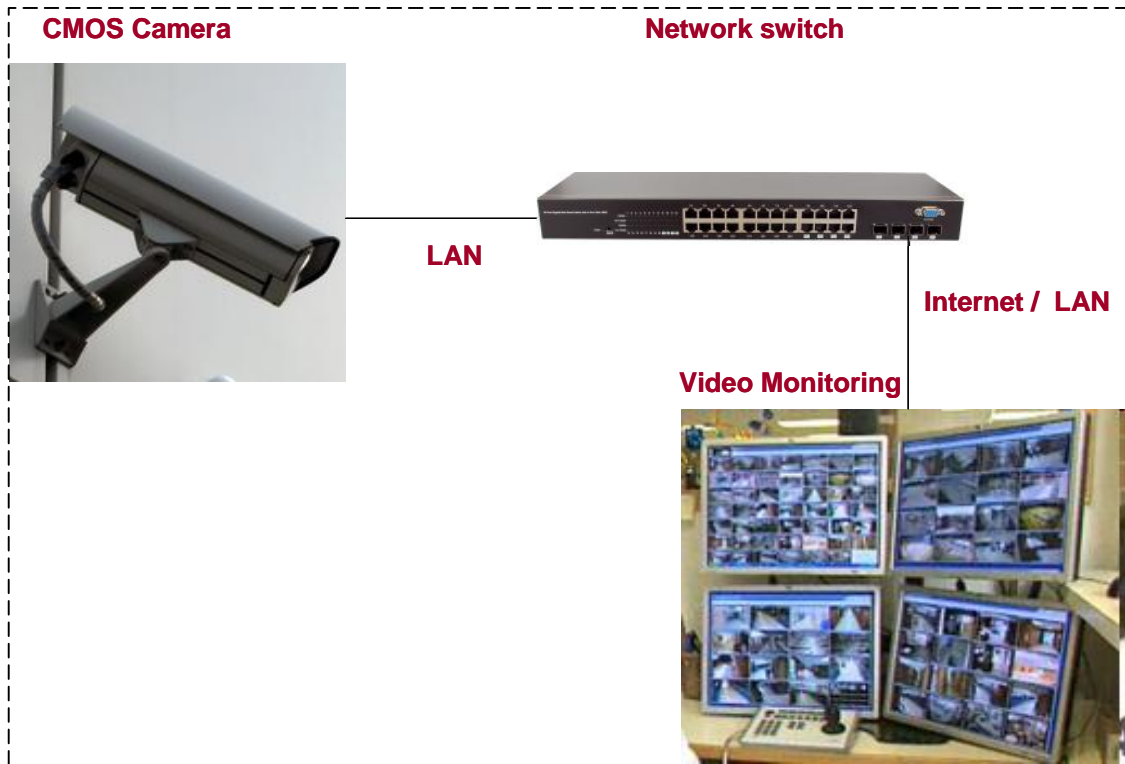 CMOS Camera
Network switch
LAN
Internet / LAN
Video Monitoring